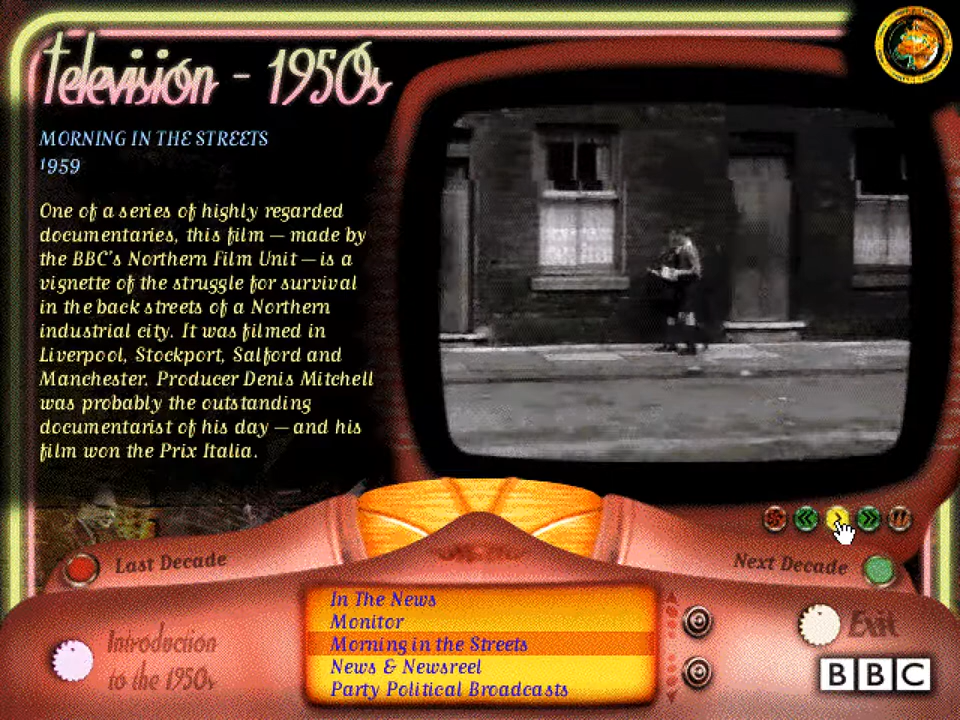 Television - 1950s
MORNING IN THE STREETS
1959
One of a series of highly regarded
documentaries, this film — made by
the BBC's Northern Film Unit — is a
vignette of the struggle for survival
in the back streets of a Northern
industrial city. It was filmed in
Liverpool, Stockport, Salford and
Manchester. Producer Denis Mitchell
was probably the outstanding
documentarist of his day — and his
film won the Prix Italia.
Last Decade
Next Decade
In The News
Monitor
Morning in the Streets
News & Newsreel
Party Political Broadcasts
Introduction
to the 1950s
Exit
BBC